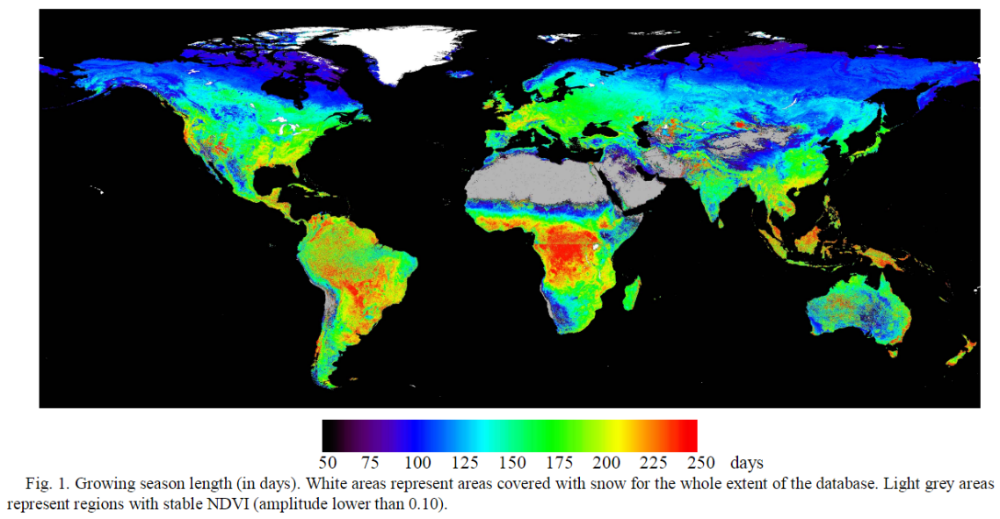 50 75 100 125 150 175 200 225 250 days
Fig. 1. Growing season length (in days). White areas represent areas covered with snow for the whole extent of the database. Light grey areas
represent regions with stable NDVI (amplitude lower than 0.10).